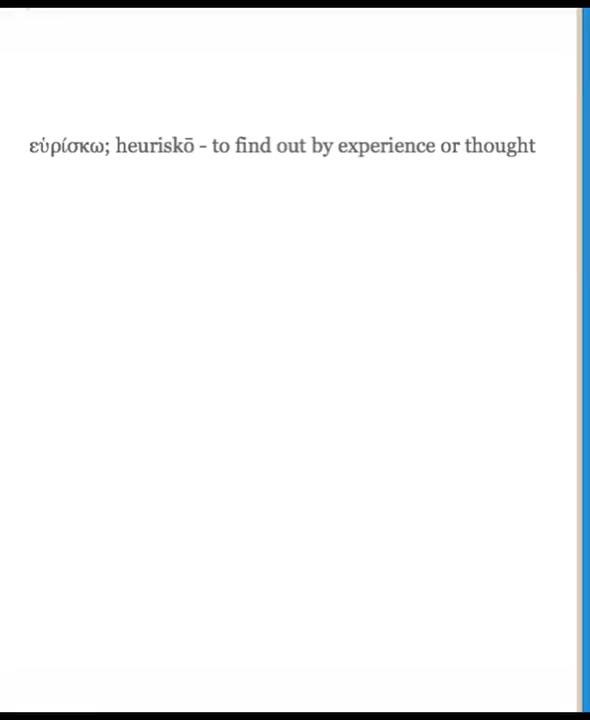 εὑρίσκω; heuriskō - to find out by experience or thought